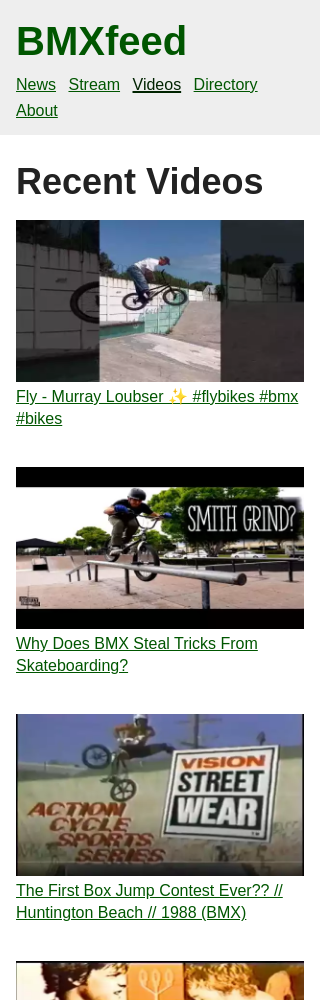 BMXfeed
News Stream Videos Directory
About
Recent Videos
Fly - Murray Loubser ✨ #flybikes #bmx
#bikes
SMITH GRIND?
Why Does BMX Steal Tricks From
Skateboarding?
VISION
STREET
WEAR
ACTION
CYCLE
SPORTS
SERIES
The First Box Jump Contest Ever?? //
Huntington Beach // 1988 (BMX)